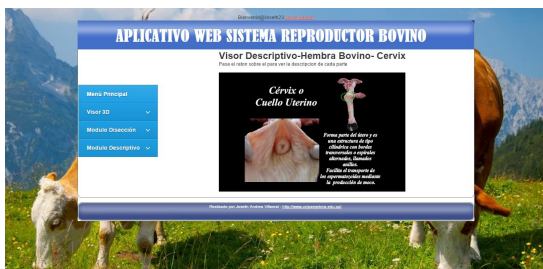 APLICATIVO WEB SISTEMA REPRODUCTOR BOVINO
Visor Descriptivo-Hembra Bovino- Cervix
Pasa el raton sobre el para ver la descripcion de cada parte
Menú Principal
Visor 3D
Modulo Disección
Modulo Descriptivo
Cérvix o
Cuello Uterino
Forma parte del útero y es
una estructura de tipo
cilíndrica con bordes
transversales o espirales
alternados, llamados
anillos.
Facilita el transporte de
los espermatozoides mediante
la producción de moco.
Realizado por